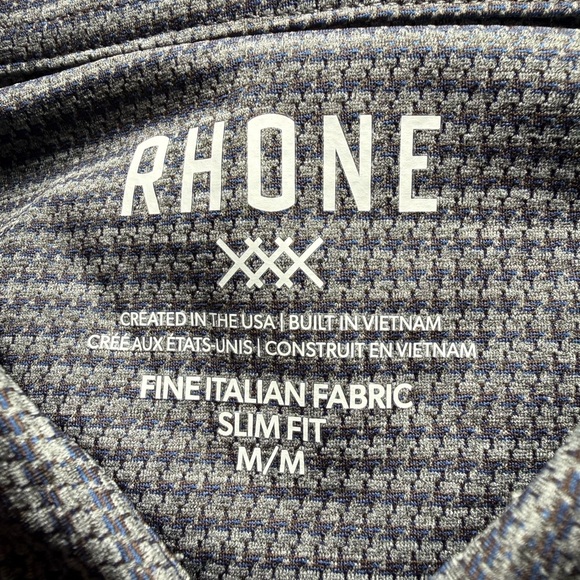 RHONE
CREATED IN THE USA | BUILT IN VIETNAM
CRÉÉ AUX ÉTATS-UNIS | CONSTRUIT EN VIETNAM
FINE ITALIAN FABRIC
SLIM FIT
M/M